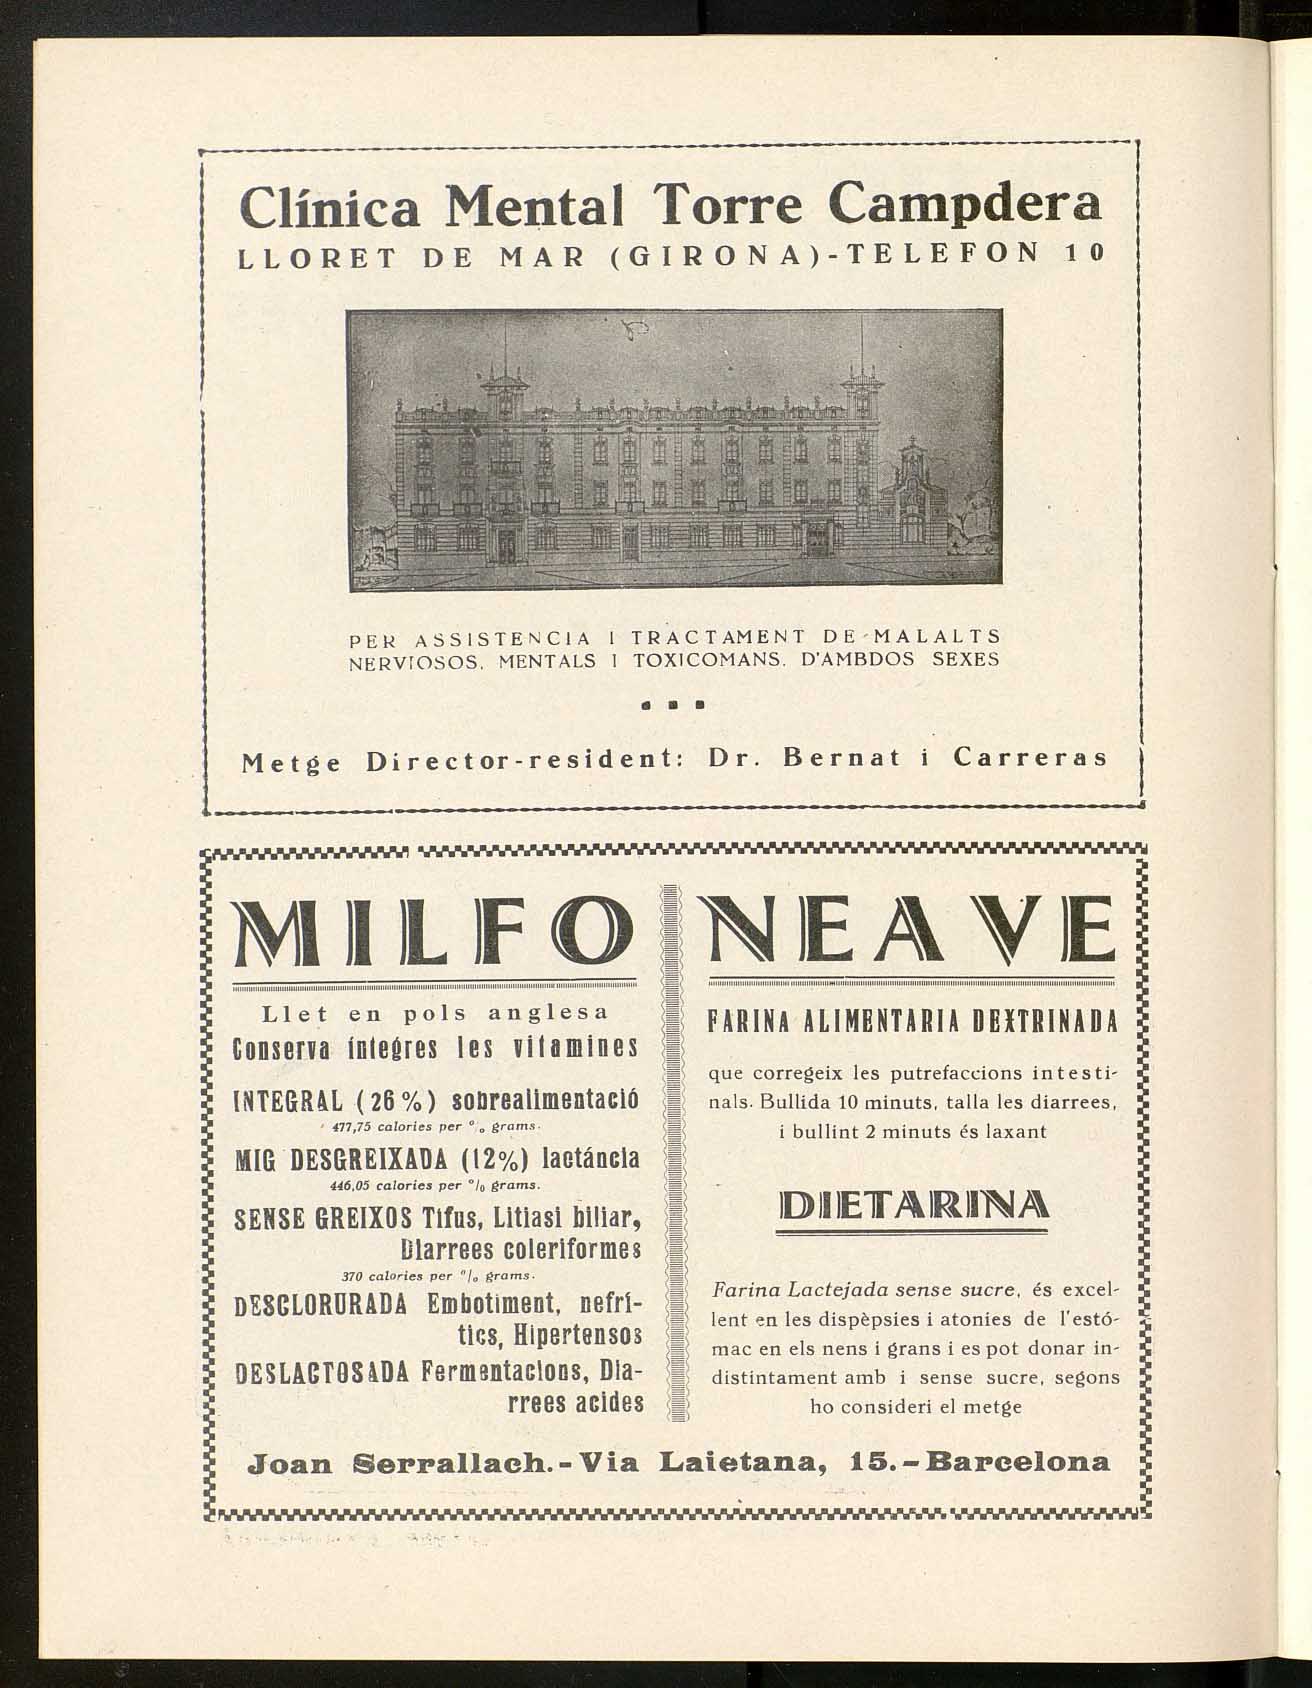 Clínica Mental Torre Campdera
LLORET DE MAR (GIRONA)-TELEFON 10
PER ASSISTENCIA I TRACTAMENT DE MALALTS
NERVIOSOS, MENTALS I TOXICOMANS, D'AMBDOS SEXES
Metge Director-resident: Dr. Bernat i Carreras
MILFO
Llet en pols anglesa
Conserva íntegres les vitamines
INTEGRAL (26%) sobrealimentació
477,75 calories per % grams.
MIG DESGREIXADA (12%) lactáncia
446,05 calories per % grams.
SENSE GREIXOS Tifus, Litiasi biliar,
Diarrees coleriformes
370 calories per % grams.
DESCLORURADA Embotiment, nefrí-
tics, Hipertensos
DESLACTOSADA Fermentacions, Dia-
rrees acides
NEAVE
FARINA ALIMENTARIA DEXTRINADA
que corregeix les putrefaccions intesti-
nals. Bullida 10 minuts, talla les diarrees,
i bullint 2 minuts és laxant
DIETARINA
Farina Lactejada sense sucre, és excel-
lent en les dispèpsies i atonies de l'estó-
mac en els nens i grans i es pot donar in-
distintament amb i sense sucre, segons
ho consideri el metge
Joan Serrallach.-Via Laietana, 15.-Barcelona